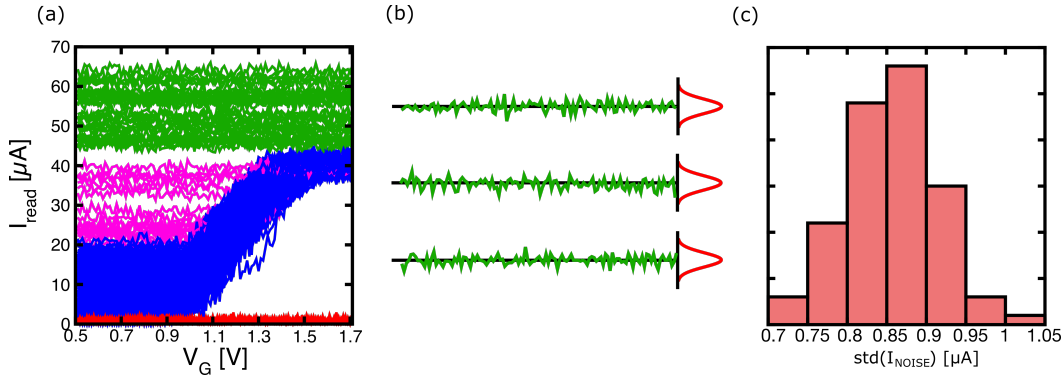 (a)
70
60
50
40
30
20
10
0
I_read [µA]
0.5 0.7 0.9 1.1 1.3 1.5 1.7
V_G [V]
(b)
(c)
0.7 0.75 0.8 0.85 0.9 0.95 1 1.05
std(I_NOISE) [µA]